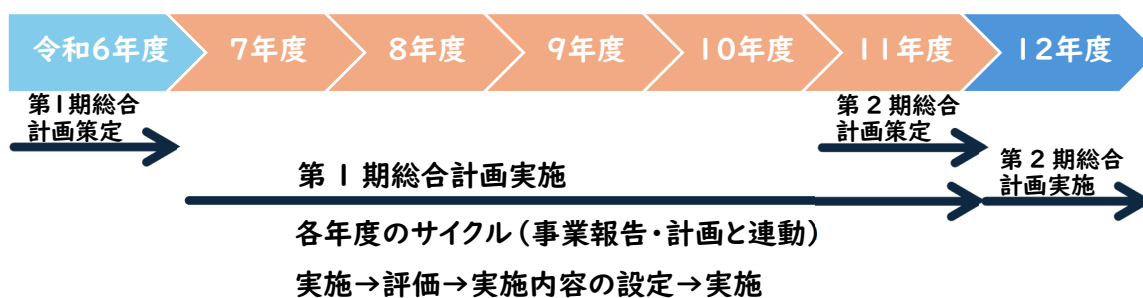 令和6年度
7年度
8年度
9年度
10年度
11年度
12年度
第1期総合
計画策定
第2期総合
計画策定
第2期総合
計画実施
第1期総合計画実施
各年度のサイクル(事業報告・計画と連動)
実施→評価→実施内容の設定→実施